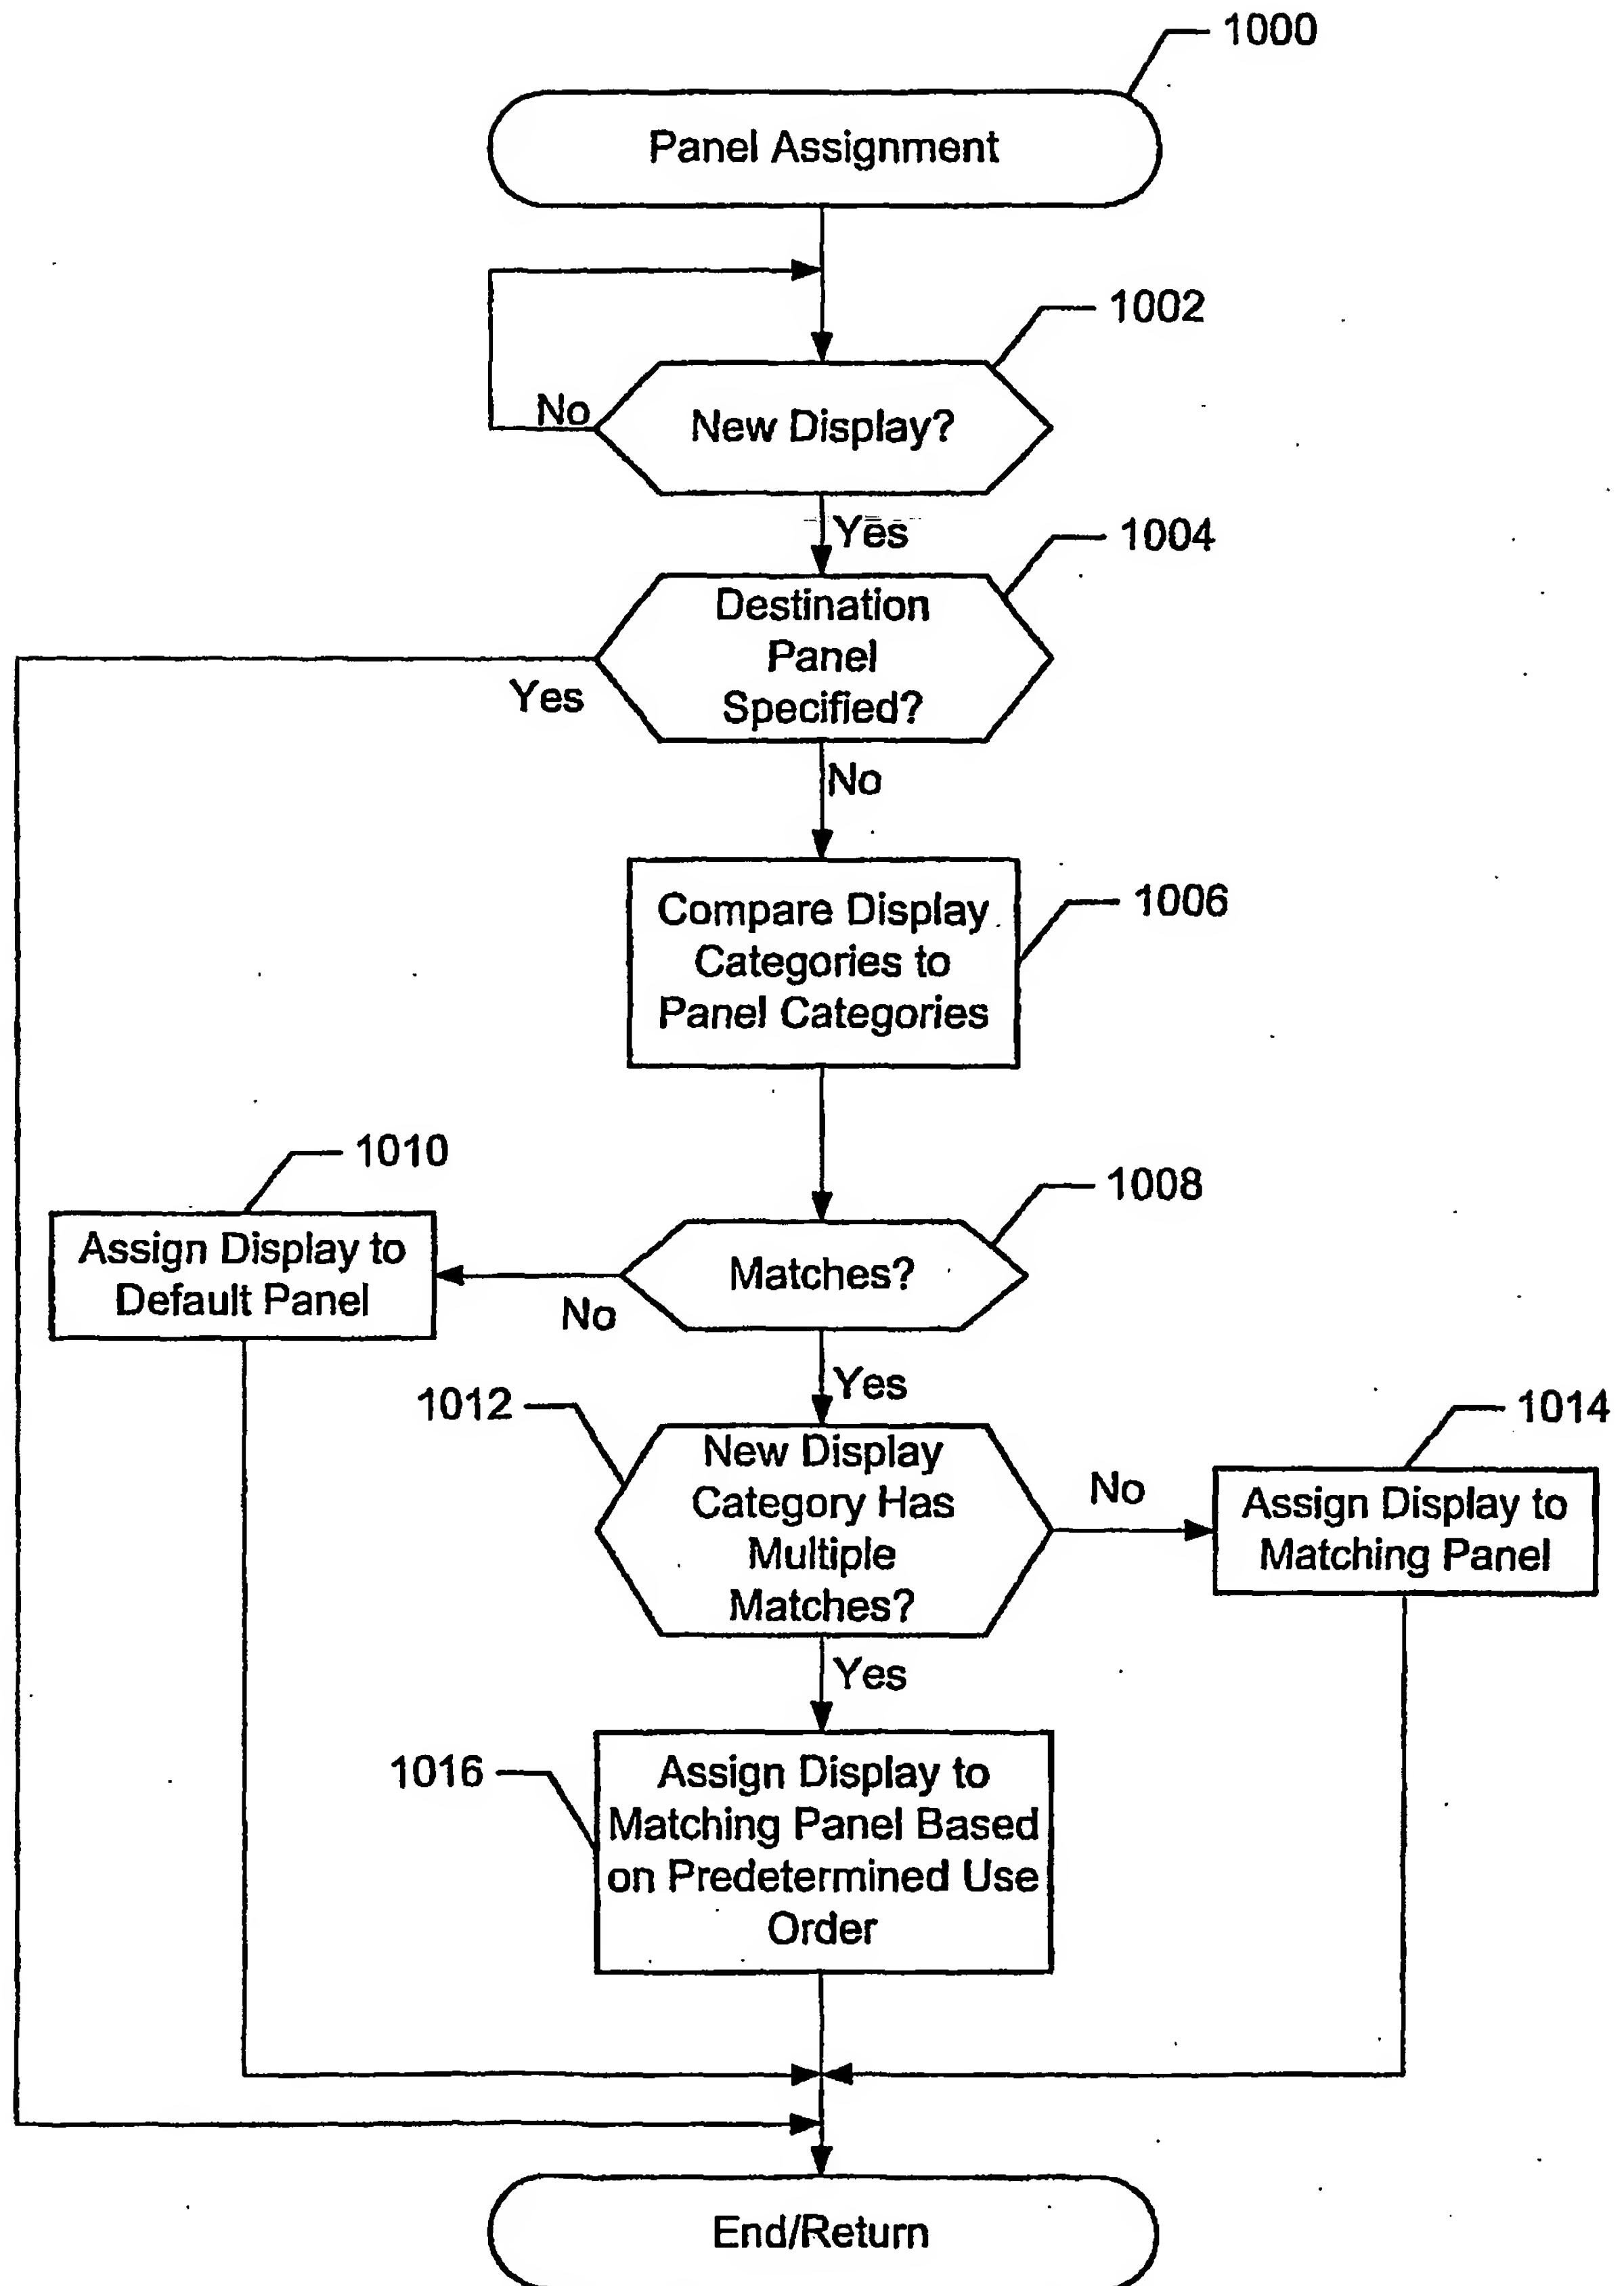 1000
Panel Assignment
1002
No
New Display?
Yes
1004
Destination
Panel
Specified?
Yes
No
1006
Compare Display
Categories to
Panel Categories
1010
1008
Assign Display to
Default Panel
Matches?
No
Yes
1012
1014
New Display
Category Has
Multiple
Matches?
No
Assign Display to
Matching Panel
Yes
1016
Assign Display to
Matching Panel Based
on Predetermined Use
Order
End/Return